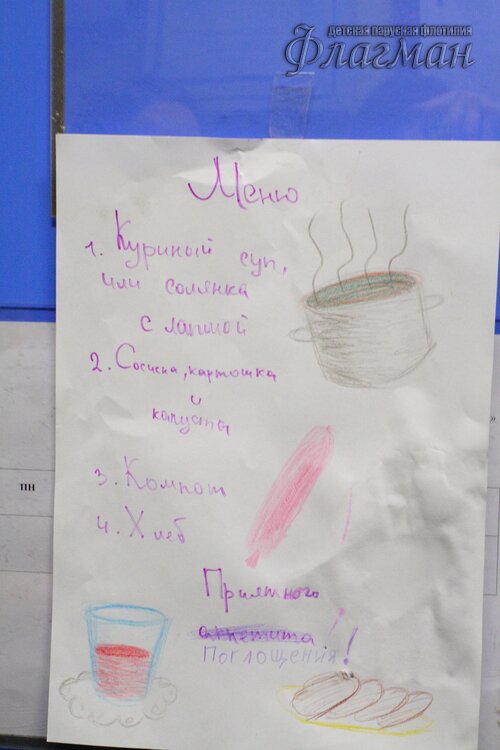 детская парусная флотилия
Флагман
Меню
1. Куриный суп,
или солянка
с лапшой
2. Сосиска, картошка
и
капуста
3. Компот
4. Хлеб
Приятного
аппетита
Поглощения!
пн